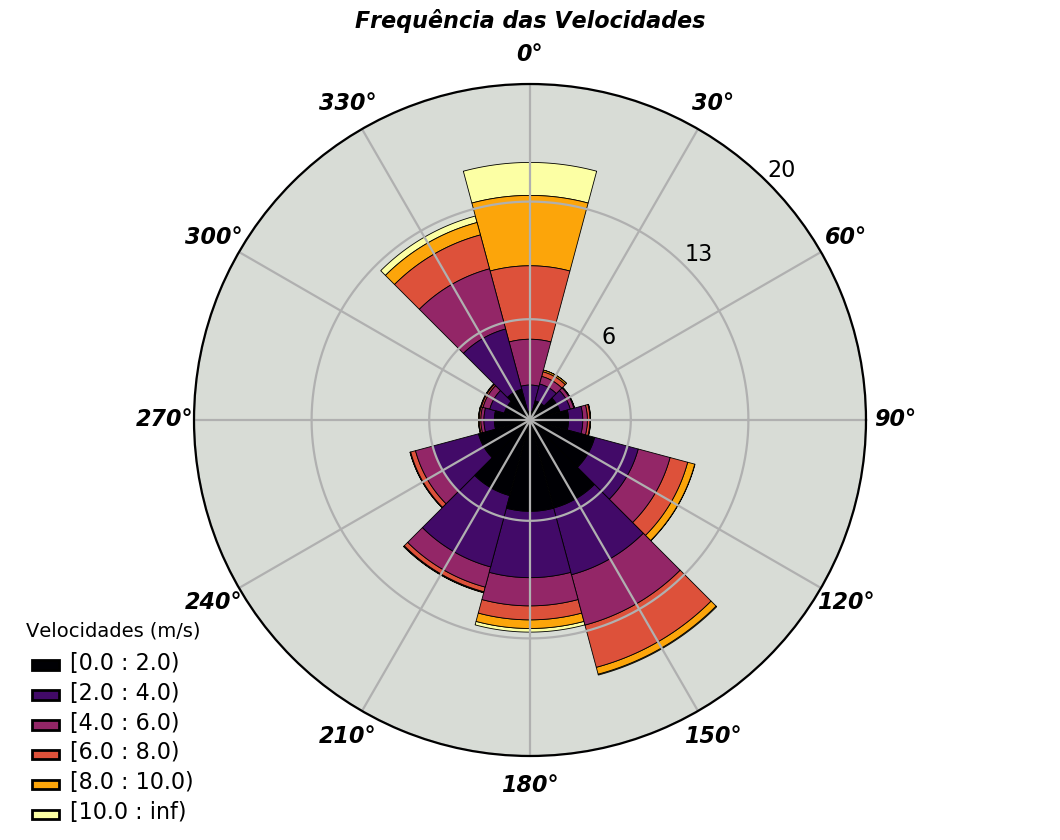 Frequência das Velocidades
0°
30°
60°
90°
120°
150°
180°
210°
240°
270°
300°
330°
6
13
20
Velocidades (m/s)
[0.0 : 2.0)
[2.0 : 4.0)
[4.0 : 6.0)
[6.0 : 8.0)
[8.0 : 10.0)
[10.0 : inf)